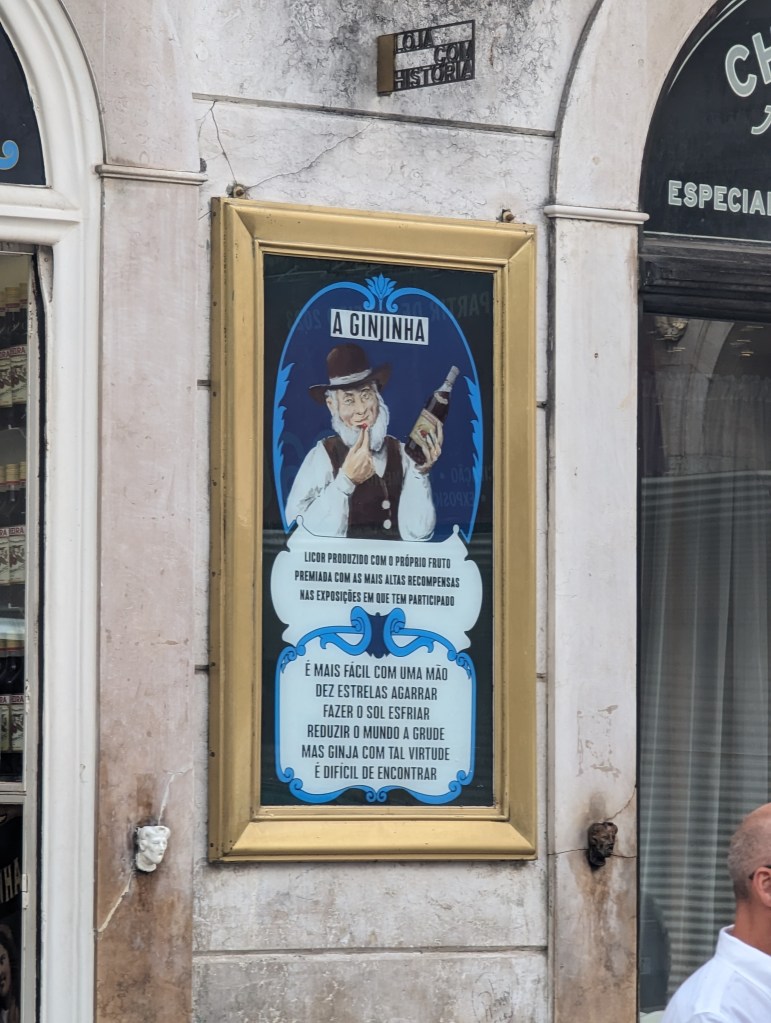 LOJA
COM
HISTÓRIA
CH
ESPECIA
A GINJINHA
LICOR PRODUZIDO COM O PRÓPRIO FRUTO
PREMIADA COM AS MAIS ALTAS RECOMPENSAS
NAS EXPOSIÇÕES EM QUE TEM PARTICIPADO
É MAIS FÁCIL COM UMA MÃO
DEZ ESTRELAS AGARRAR
FAZER O SOL ESFRIAR
REDUZIR O MUNDO A GRUDE
MAS GINJA COM TAL VIRTUDE
É DIFÍCIL DE ENCONTRAR